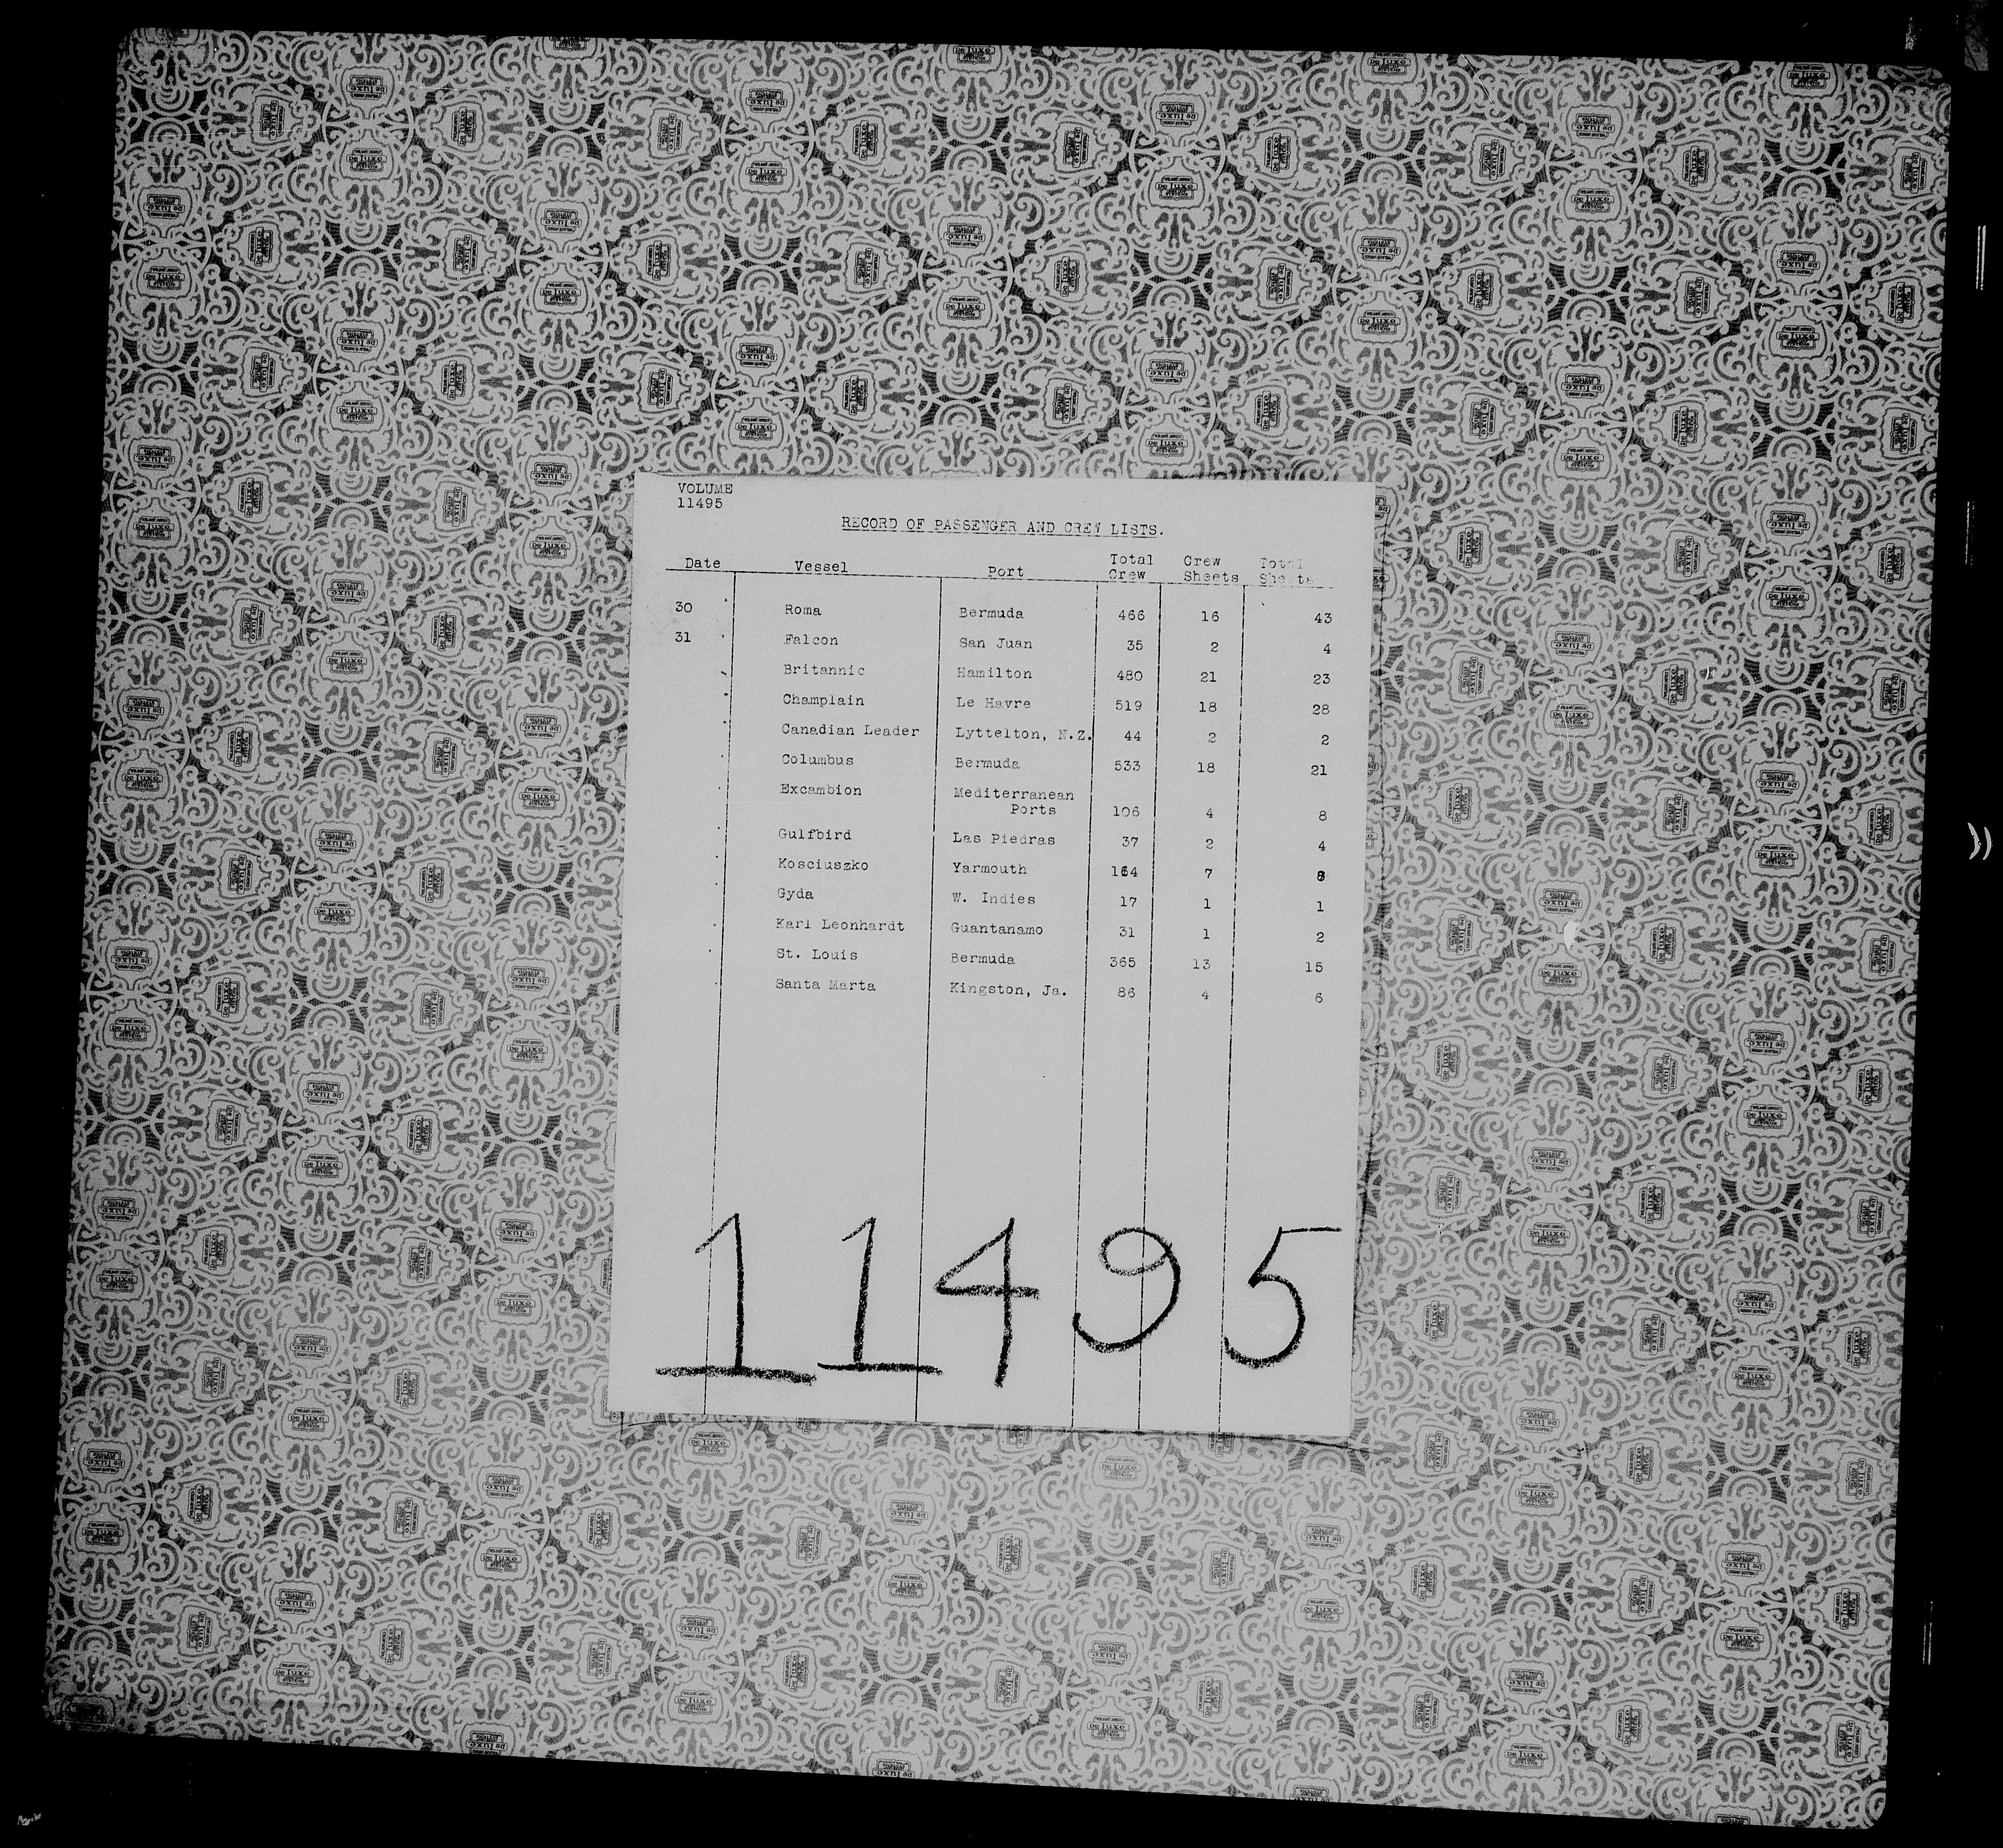 VOLUME
11495
RECORD OF PASSENGER AND CREW LISTS.
Date Vessel Port Total Crew Crew Sheets Total Sheets
30 Roma Bermuda 466 16 43
31 Falcon San Juan 35 2 4
Britannic Hamilton 480 21 23
Champlain Le Havre 519 18 28
Canadian Leader Lyttelton, N.Z. 44 2 2
Columbus Bermuda 533 18 21
Excambion Mediterranean
Ports 106 4 8
Gulfbird Las Piedras 37 2 4
Kosciuszko Yarmouth 164 7 8
Gyda W. Indies 17 1 1
Karl Leonhardt Guantanamo 31 1 2
St. Louis Bermuda 365 13 15
Santa Marta Kingston, Ja. 86 4 6
11495
De luxe